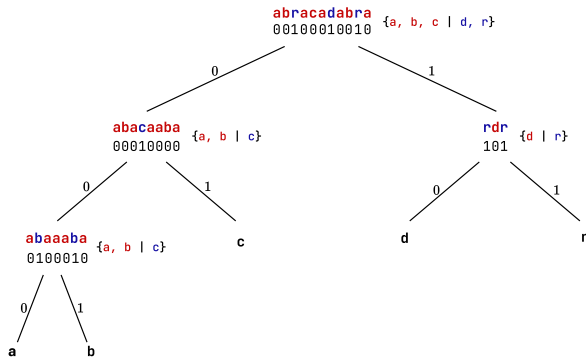 abracadabra
00100010010 {a, b, c | d, r}
0
1
abacaaba
00010000 {a, b | c}
rdr
101 {d | r}
0
1
0
1
abaaaba
0100010 {a, b | c}
c
d
r
0
1
a
b